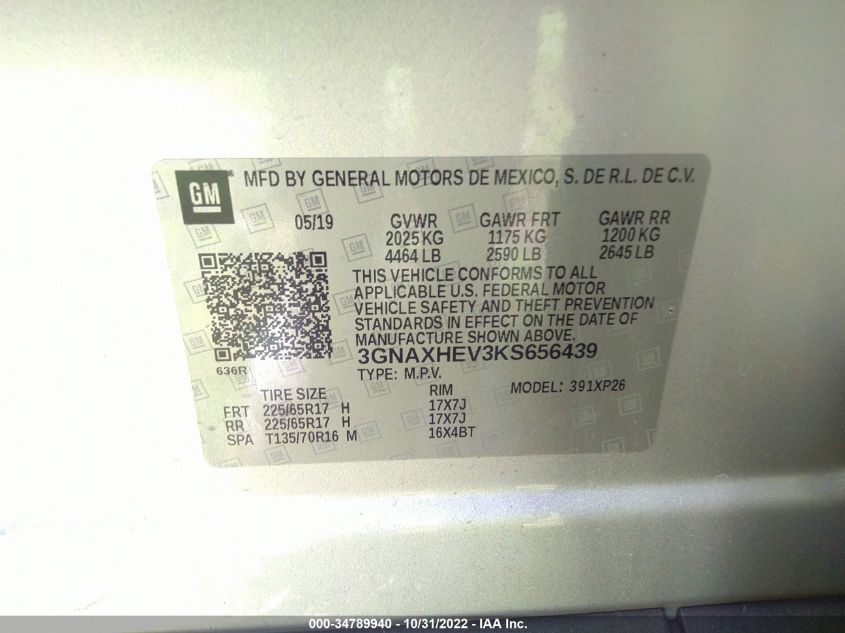 GM ® MFD BY GENERAL MOTORS DE MEXICO, S. DE R.L. DE C.V.
05/19 GVWR GAWR FRT GAWR RR
2025 KG 1175 KG 1200 KG
4464 LB 2590 LB 2645 LB
THIS VEHICLE CONFORMS TO ALL
APPLICABLE U.S. FEDERAL MOTOR
VEHICLE SAFETY AND THEFT PREVENTION
STANDARDS IN EFFECT ON THE DATE OF
MANUFACTURE SHOWN ABOVE.
636R 3GNAXHEV3KS656439
TYPE: M.P.V.
TIRE SIZE RIM MODEL: 391XP26
FRT 225/65R17 H 17X7J
RR 225/65R17 H 17X7J
SPA T135/70R16 M 16X4BT
000-34789940 - 10/31/2022 - IAA Inc.